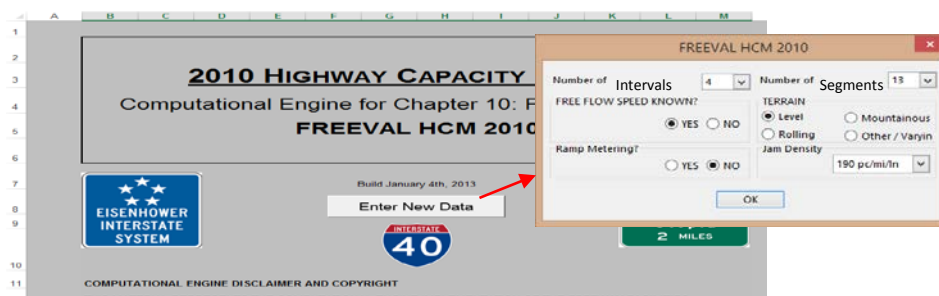 A B C D E F G H I J K L M
1
2
3
4
5
6
7
8
9
10
11
2010 HIGHWAY CAPACITY
Computational Engine for Chapter 10: F
FREEVAL HCM 2010
Build January 4th, 2013
Enter New Data
EISENHOWER
INTERSTATE
SYSTEM
INTERSTATE
40
2 MILES
COMPUTATIONAL ENGINE DISCLAIMER AND COPYRIGHT
FREEVAL HCM 2010
x
Number of Intervals 4
Number of Segments 13
FREE FLOW SPEED KNOWN?
YES NO
TERRAIN
Level Mountainous
Rolling Other / Varyin
Ramp Metering?
YES NO
Jam Density
190 pc/mi/ln
OK